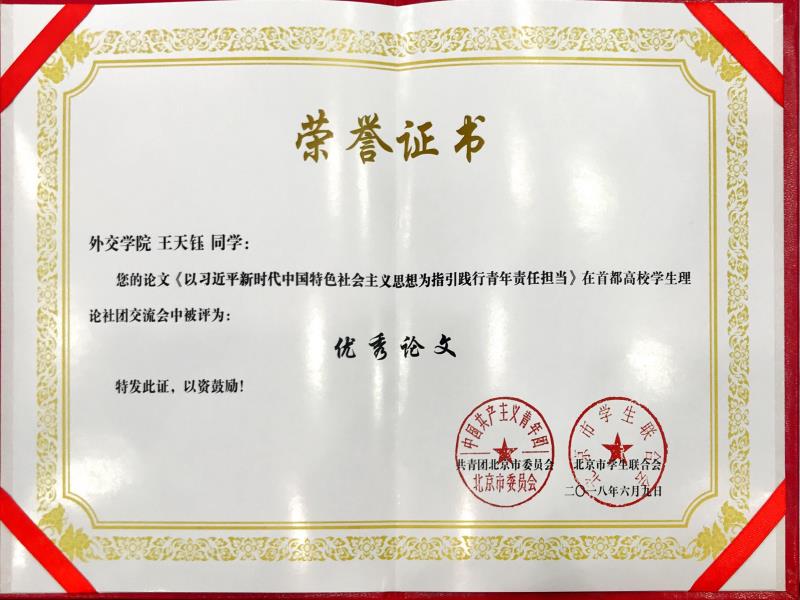 荣誉证书
外交学院 王天钰 同学：
您的论文《以习近平新时代中国特色社会主义思想为指引践行青年责任担当》在首都高校学生理
论社团交流会中被评为：
优秀论文
特发此证，以资鼓励！
中国共产主义青年团
北京市委员会
北京市学生联合会
共青团北京市委员会 北京市学生联合会
二〇一八年六月九日